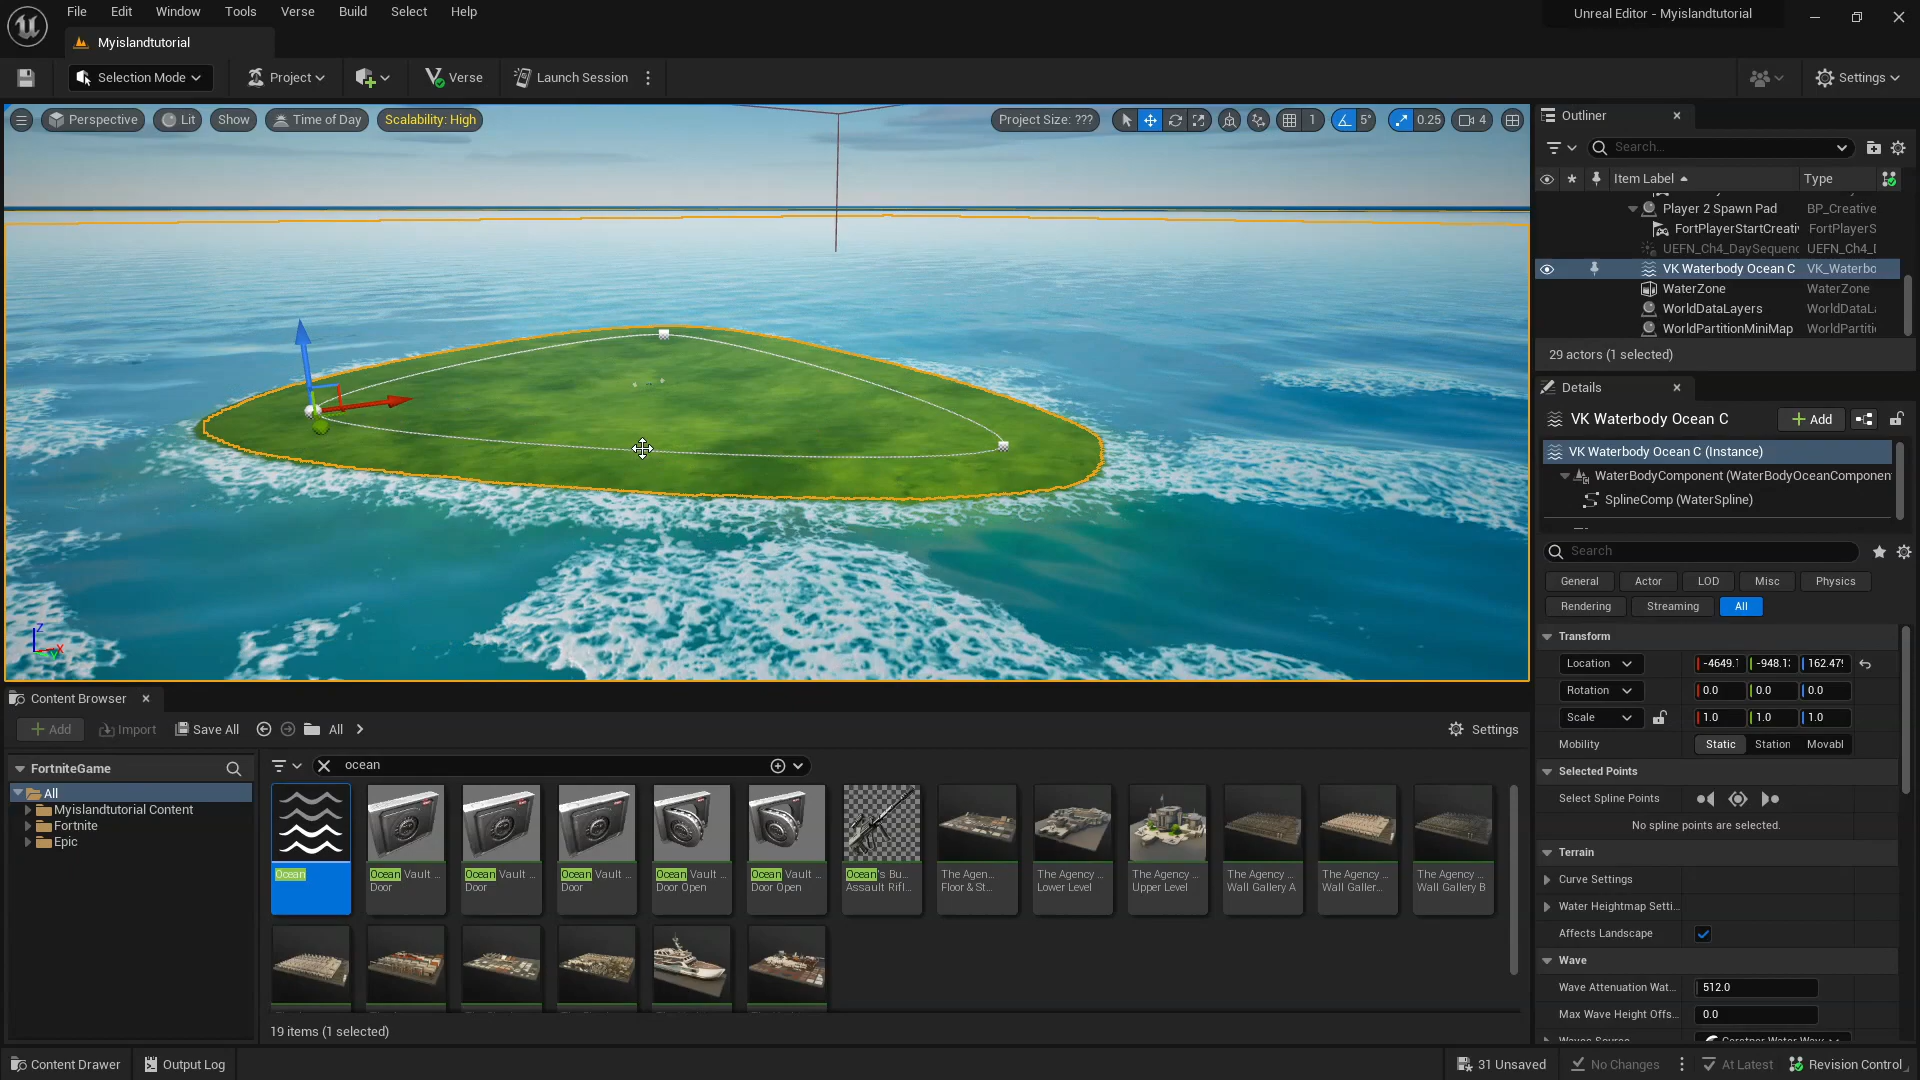 File Edit Window Tools Verse Build Select Help
Unreal Editor - Myislandtutorial
Myislandtutorial
Selection Mode Project Verse Launch Session Settings
Perspective Lit Show Time of Day Scalability: High Project Size: ??? 1 5° 0.25 4
Outliner
Search...
Item Label Type
Player 2 Spawn Pad BP_Creative
FortPlayerStartCreati FortPlayerS
UEFN_Ch4_DaySequenc UEFN_Ch4_D
VK Waterbody Ocean C VK_Waterbo
WaterZone WaterZone
WorldDataLayers WorldDataL
WorldPartitionMiniMap WorldPartiti
29 actors (1 selected)
Details
VK Waterbody Ocean C Add
VK Waterbody Ocean C (Instance)
WaterBodyComponent (WaterBodyOceanComponen
SplineComp (WaterSpline)
Search
General Actor LOD Misc Physics
Rendering Streaming All
Transform
Location -4649. -948.1 162.479
Rotation 0.0 0.0 0.0
Scale 1.0 1.0 1.0
Mobility Static Station Movabl
Selected Points
Select Spline Points
No spline points are selected.
Terrain
Curve Settings
Water Heightmap Setti...
Affects Landscape
Wave
Wave Attenuation Wat... 512.0
Max Wave Height Offs... 0.0
Z
X
Content Browser
Add Import Save All All Settings
FortniteGame
All
Myislandtutorial Content
Fortnite
Epic
ocean
Ocean
Ocean Vault ...
Door
Ocean Vault ...
Door
Ocean Vault ...
Door
Ocean Vault ...
Door Open
Ocean Vault ...
Door Open
Ocean's Bu...
Assault Rifl...
The Agen...
Floor & St...
The Agency ...
Lower Level
The Agency ...
Upper Level
The Agency ...
Wall Gallery A
The Agency ...
Wall Galler...
The Agency ...
Wall Gallery B
19 items (1 selected)
Content Drawer Output Log 31 Unsaved No Changes At Latest Revision Control